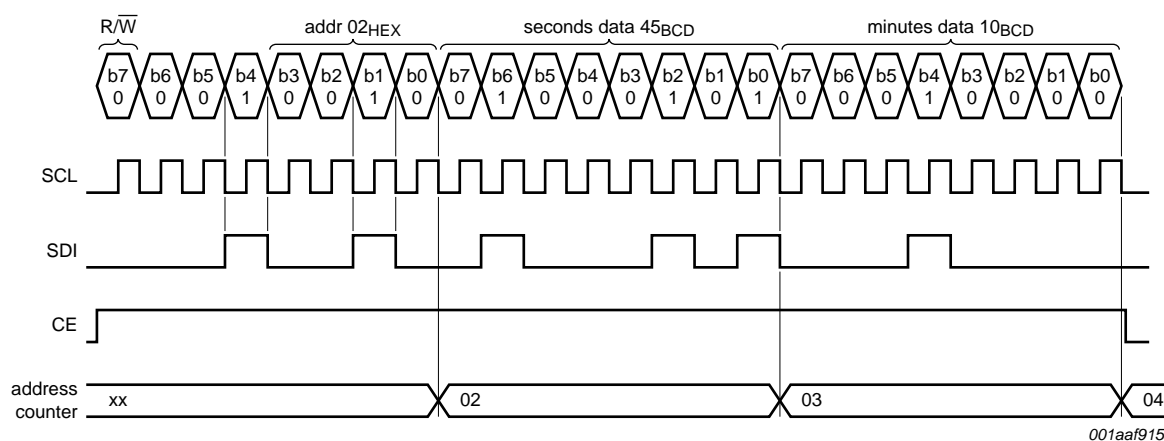 R/W addr 02HEX seconds data 45BCD minutes data 10BCD
b7 b6 b5 b4 b3 b2 b1 b0 b7 b6 b5 b4 b3 b2 b1 b0 b7 b6 b5 b4 b3 b2 b1 b0
0 0 0 1 0 0 1 0 0 1 0 0 0 1 0 1 0 0 0 1 0 0 0 0
SCL
SDI
CE
address
counter
xx 02 03 04
001aaf915